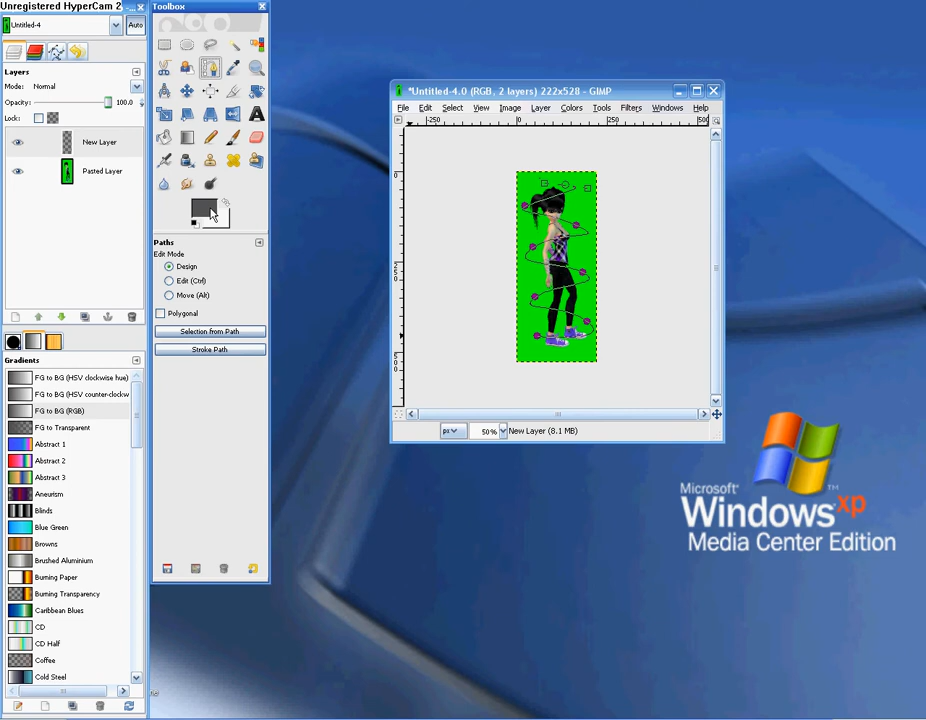 Unregistered HyperCam 2
Untitled-4
Auto
Layers
Mode: Normal
Opacity: 100.0
Lock:
New Layer
Pasted Layer
Gradients
FG to BG (HSV clockwise hue)
FG to BG (HSV counter-clockw
FG to BG (RGB)
FG to Transparent
Abstract 1
Abstract 2
Abstract 3
Aneurism
Blinds
Blue Green
Browns
Brushed Aluminium
Burning Paper
Burning Transparency
Caribbean Blues
CD
CD Half
Coffee
Cold Steel
Toolbox
Paths
Edit Mode
Design
Edit (Ctrl)
Move (Alt)
Polygonal
Selection from Path
Stroke Path
*Untitled-4.0 (RGB, 2 layers) 222x528 - GIMP
File Edit Select View Image Layer Colors Tools Filters Windows Help
-250 0 250 500
0
250
500
px 50% New Layer (8.1 MB)
Microsoft®
Windows xp
Media Center Edition